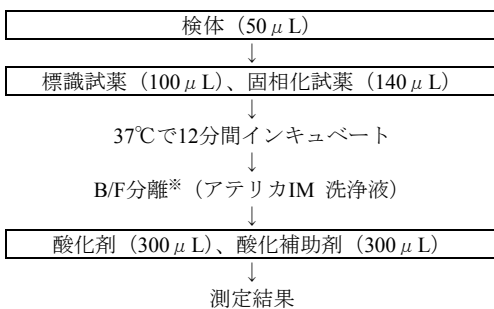 検体（50μL）
↓
標識試薬（100μL）、固相化試薬（140μL）
↓
37℃で12分間インキュベート
↓
B/F分離※（アテリカIM 洗浄液）
↓
酸化剤（300μL）、酸化補助剤（300μL）
↓
測定結果